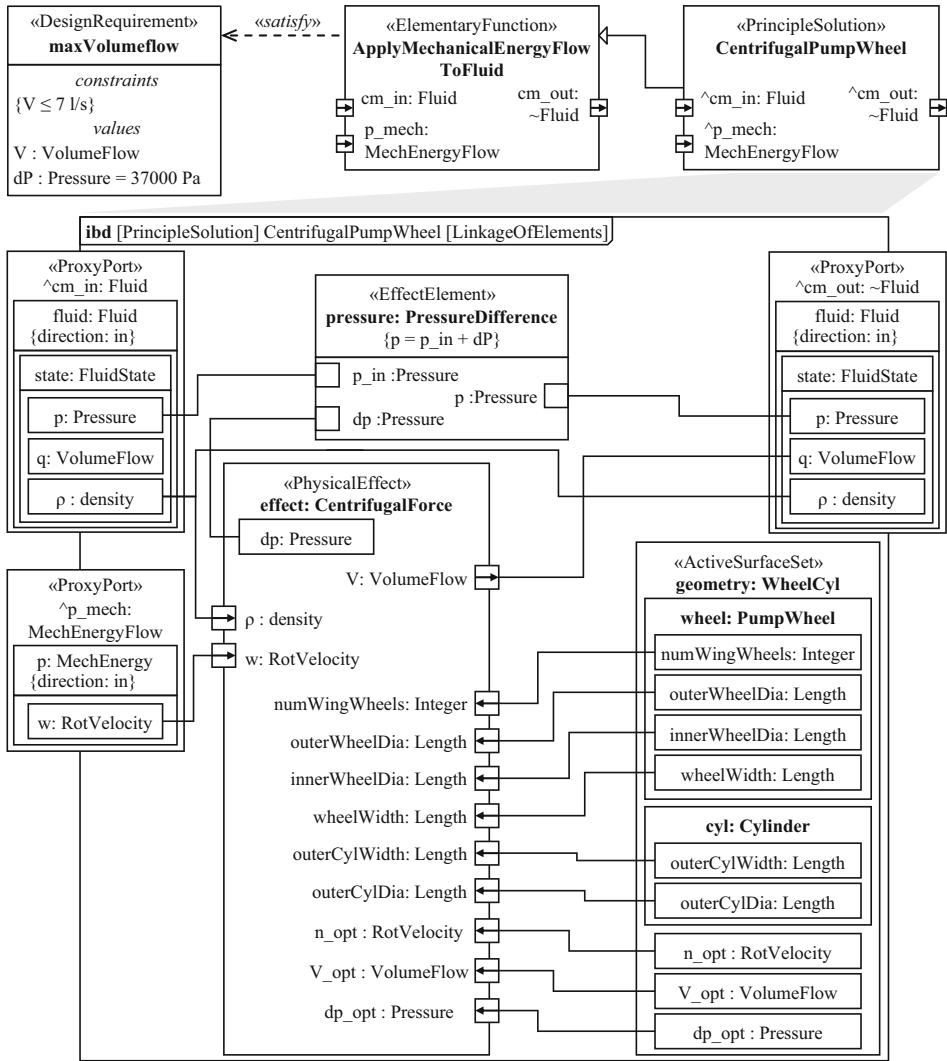 «DesignRequirement»
maxVolumeflow
constraints
{V ≤ 7 l/s}
values
V : VolumeFlow
dP : Pressure = 37000 Pa
«satisfy»
«ElementaryFunction»
ApplyMechanicalEnergyFlow
ToFluid
cm_in: Fluid
p_mech:
MechEnergyFlow
cm_out:
~Fluid
«PrincipleSolution»
CentrifugalPumpWheel
^cm_in: Fluid
^p_mech:
MechEnergyFlow
^cm_out:
~Fluid
ibd [PrincipleSolution] CentrifugalPumpWheel [LinkageOfElements]
«ProxyPort»
^cm_in: Fluid
fluid: Fluid
{direction: in}
state: FluidState
p: Pressure
q: VolumeFlow
ρ : density
«EffectElement»
pressure: PressureDifference
{p = p_in + dP}
p_in :Pressure
p :Pressure
dp :Pressure
«ProxyPort»
^cm_out: ~Fluid
fluid: Fluid
{direction: in}
state: FluidState
p: Pressure
q: VolumeFlow
ρ : density
«ProxyPort»
^p_mech:
MechEnergyFlow
p: MechEnergy
{direction: in}
w: RotVelocity
«PhysicalEffect»
effect: CentrifugalForce
dp: Pressure
V: VolumeFlow
ρ : density
w: RotVelocity
numWingWheels: Integer
outerWheelDia: Length
innerWheelDia: Length
wheelWidth: Length
outerCylWidth: Length
outerCylDia: Length
n_opt : RotVelocity
V_opt : VolumeFlow
dp_opt : Pressure
«ActiveSurfaceSet»
geometry: WheelCyl
wheel: PumpWheel
numWingWheels: Integer
outerWheelDia: Length
innerWheelDia: Length
wheelWidth: Length
cyl: Cylinder
outerCylWidth: Length
outerCylDia: Length
n_opt : RotVelocity
V_opt : VolumeFlow
dp_opt : Pressure